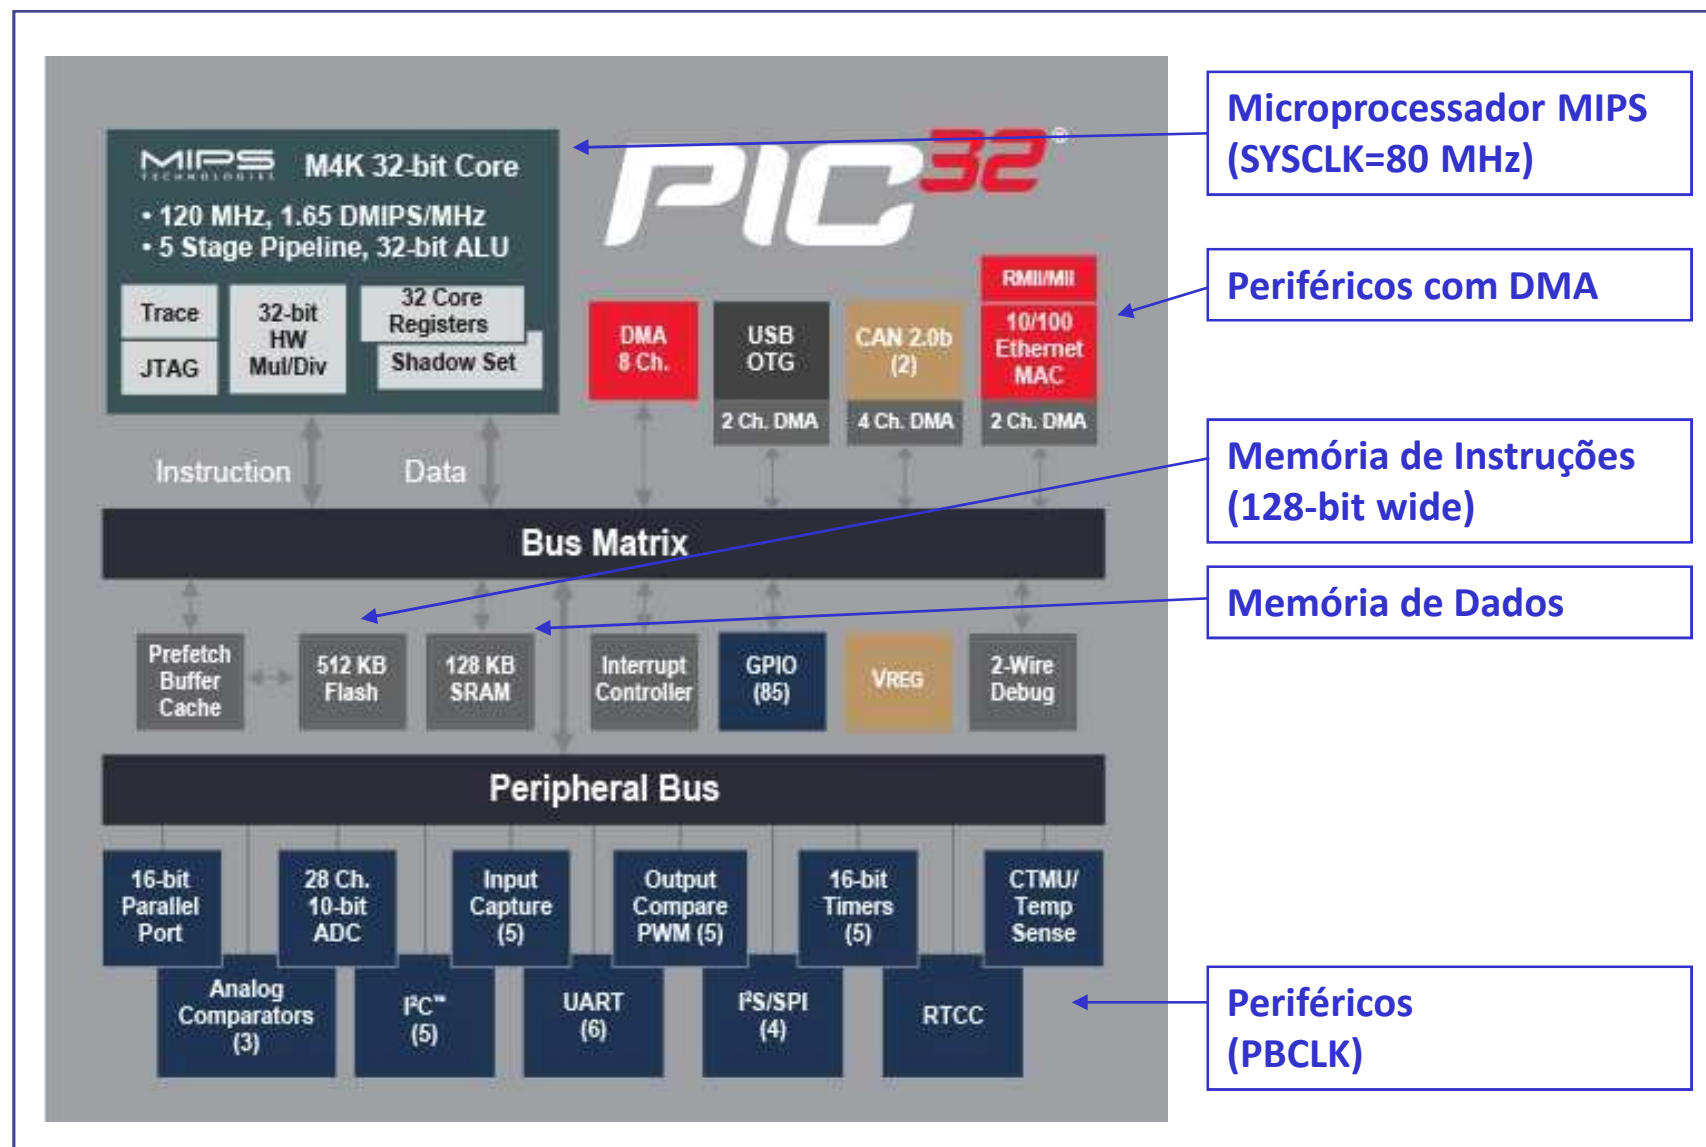 MIPS
TECHNOLOGIES
M4K 32-bit Core
• 120 MHz, 1.65 DMIPS/MHz
• 5 Stage Pipeline, 32-bit ALU
Trace
JTAG
32-bit
HW
Mul/Div
32 Core
Registers
Shadow Set
PIC32®
DMA
8 Ch.
USB
OTG
2 Ch. DMA
CAN 2.0b
(2)
4 Ch. DMA
RMII/MII
10/100
Ethernet
MAC
2 Ch. DMA
Instruction
Data
Bus Matrix
Prefetch
Buffer
Cache
512 KB
Flash
128 KB
SRAM
Interrupt
Controller
GPIO
(85)
VREG
2-Wire
Debug
Peripheral Bus
16-bit
Parallel
Port
28 Ch.
10-bit
ADC
Input
Capture
(5)
Output
Compare
PWM (5)
16-bit
Timers
(5)
CTMU/
Temp
Sense
Analog
Comparators
(3)
I²C™
(5)
UART
(6)
I²S/SPI
(4)
RTCC
Microprocessador MIPS
(SYSCLK=80 MHz)
Periféricos com DMA
Memória de Instruções
(128-bit wide)
Memória de Dados
Periféricos
(PBCLK)